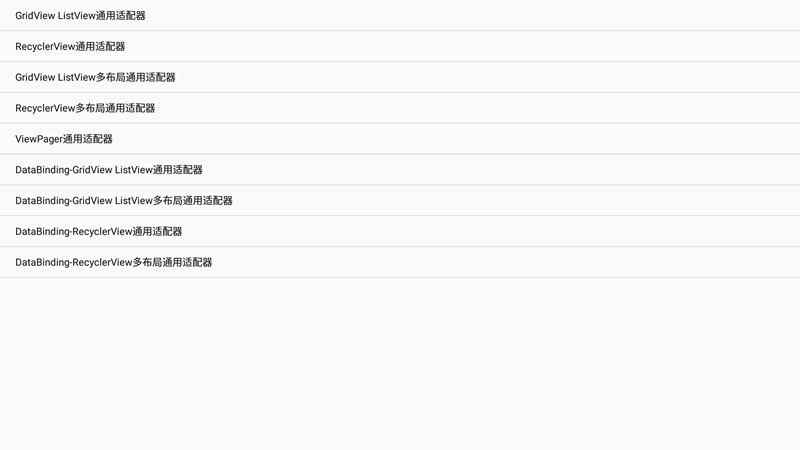 GridView ListView通用适配器
RecyclerView通用适配器
GridView ListView多布局通用适配器
RecyclerView多布局通用适配器
ViewPager通用适配器
DataBinding-GridView ListView通用适配器
DataBinding-GridView ListView多布局通用适配器
DataBinding-RecyclerView通用适配器
DataBinding-RecyclerView多布局通用适配器